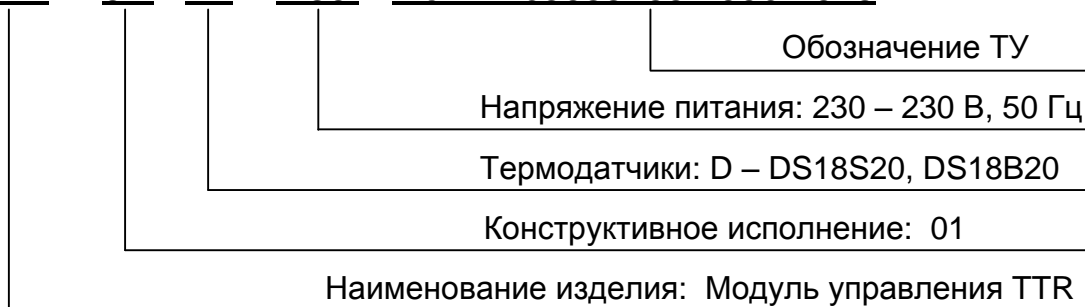 Обозначение ТУ
Напряжение питания: 230 – 230 В, 50 Гц
Термодатчики: D – DS18S20, DS18B20
Конструктивное исполнение: 01
Наименование изделия: Модуль управления TTR